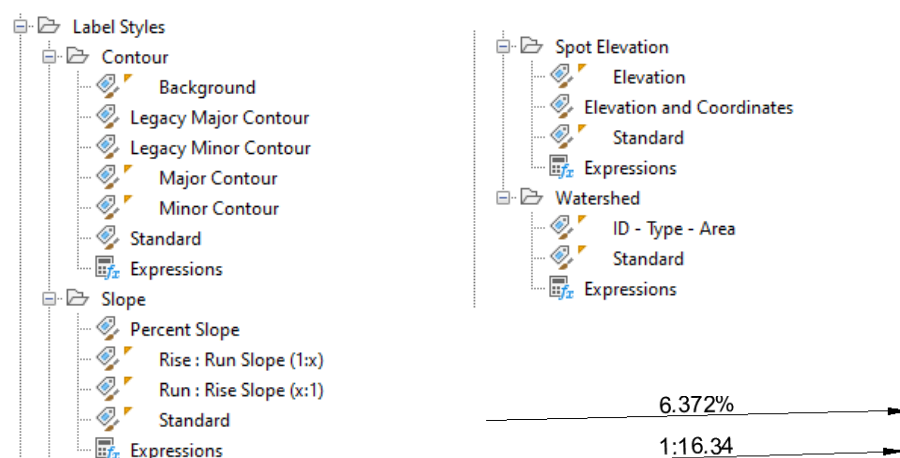 Label Styles
Contour
Background
Legacy Major Contour
Legacy Minor Contour
Major Contour
Minor Contour
Standard
Expressions
Slope
Percent Slope
Rise : Run Slope (1:x)
Run : Rise Slope (x:1)
Standard
Expressions
Spot Elevation
Elevation
Elevation and Coordinates
Standard
Expressions
Watershed
ID - Type - Area
Standard
Expressions
6.372%
1:16.34